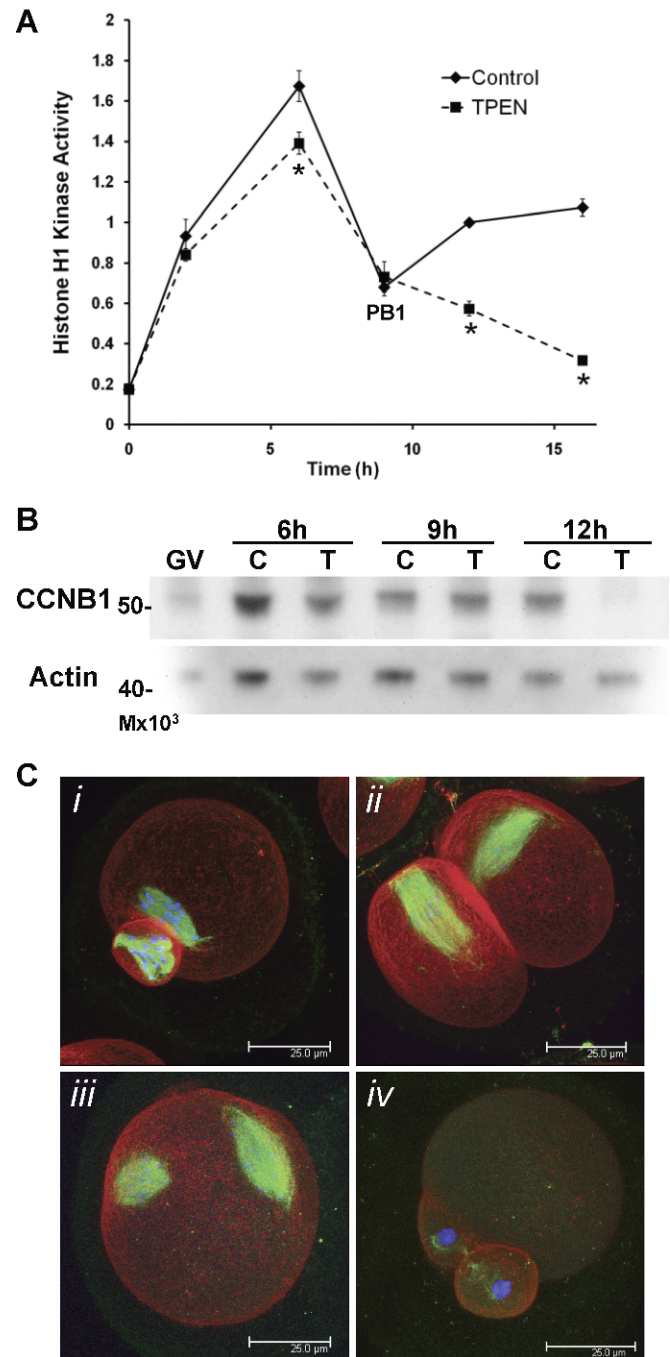 A
2
1.8
1.6
1.4
1.2
1
0.8
0.6
0.4
0.2
0
Histone H1 Kinase Activity
Control
TPEN
*
PB1
*
*
0 5 10 15
Time (h)
B
6h 9h 12h
GV C T C T C T
CCNB1 50-
Actin 40-
Mx10³
C
i ii
25.0 µm 25.0 µm
iii iv
25.0 µm 25.0 µm